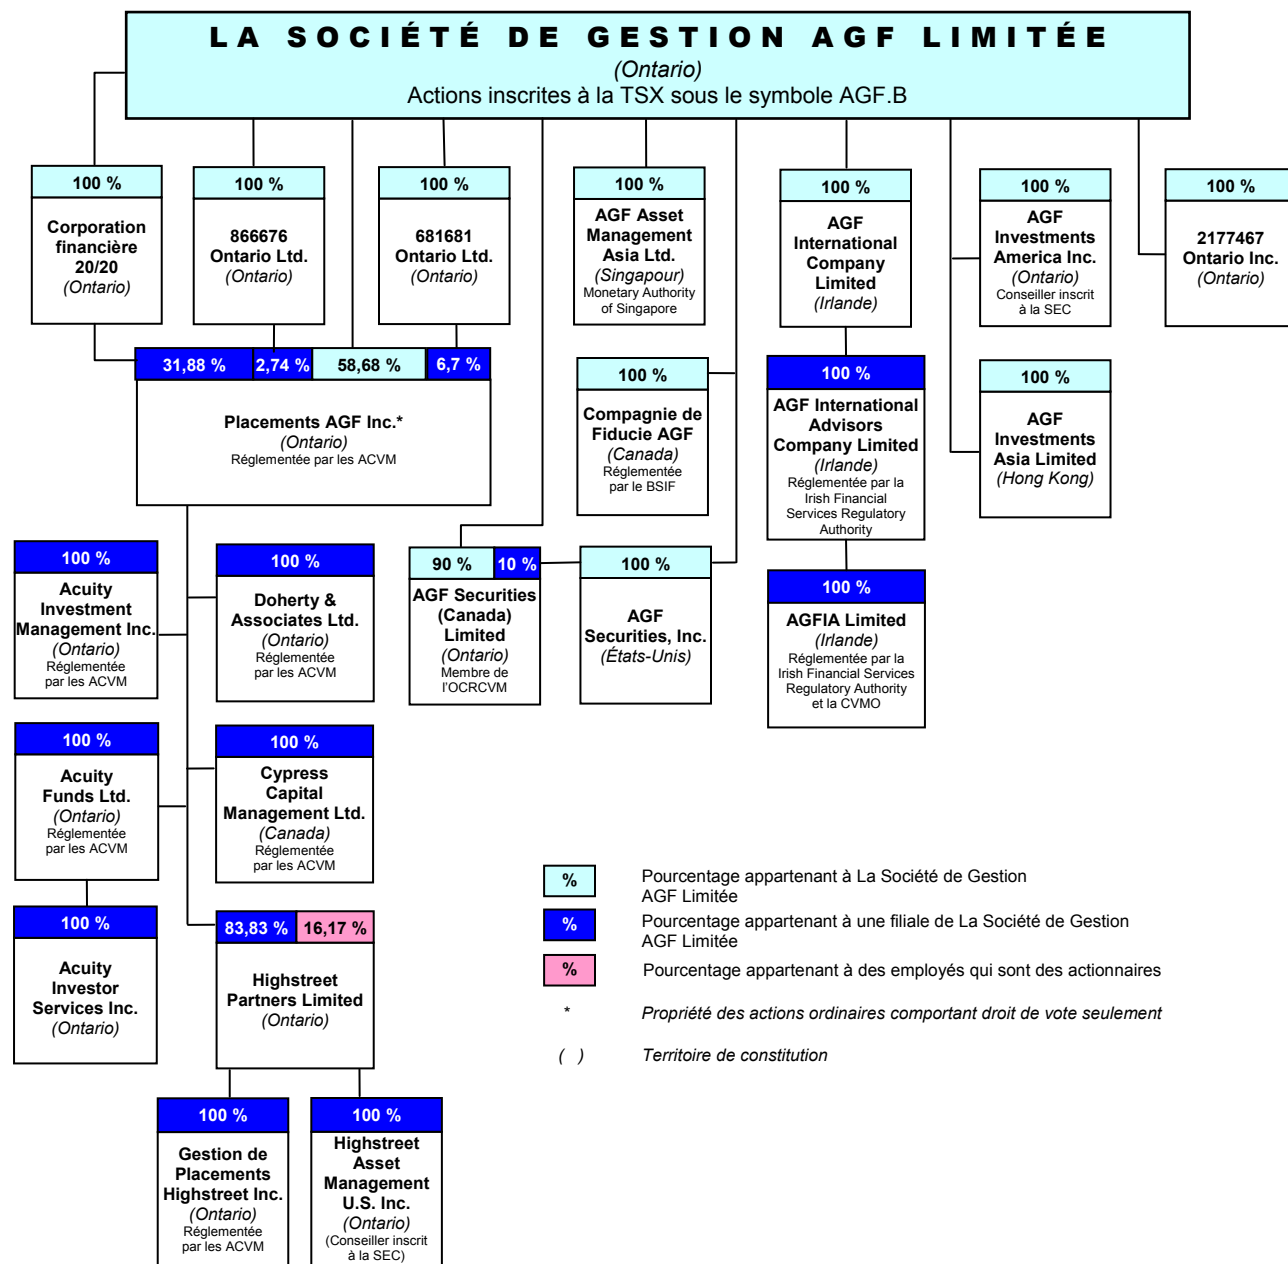 LA SOCIÉTÉ DE GESTION AGF LIMITÉE
(Ontario)
Actions inscrites à la TSX sous le symbole AGF.B
100 %
Corporation
financière
20/20
(Ontario)
100 %
866676
Ontario Ltd.
(Ontario)
100 %
681681
Ontario Ltd.
(Ontario)
100 %
AGF Asset
Management
Asia Ltd.
(Singapour)
Monetary Authority
of Singapore
100 %
AGF
International
Company
Limited
(Irlande)
100 %
AGF
Investments
America Inc.
(Ontario)
Conseiller inscrit
à la SEC
100 %
2177467
Ontario Inc.
(Ontario)
31,88 %
2,74 %
58,68 %
6,7 %
Placements AGF Inc.*
(Ontario)
Réglementée par les ACVM
100 %
Compagnie de
Fiducie AGF
(Canada)
Réglementée
par le BSIF
100 %
AGF International
Advisors
Company Limited
(Irlande)
Réglementée par la
Irish Financial
Services Regulatory
Authority
100 %
AGF
Investments
Asia Limited
(Hong Kong)
100 %
Acuity
Investment
Management Inc.
(Ontario)
Réglementée
par les ACVM
100 %
Doherty &
Associates Ltd.
(Ontario)
Réglementée
par les ACVM
90 %
10 %
AGF Securities
(Canada)
Limited
(Ontario)
Membre de
l'OCRCVM
100 %
AGF
Securities, Inc.
(États-Unis)
100 %
AGFIA Limited
(Irlande)
Réglementée par la
Irish Financial Services
Regulatory Authority
et la CVMO
100 %
Acuity
Funds Ltd.
(Ontario)
Réglementée
par les ACVM
100 %
Cypress
Capital
Management Ltd.
(Canada)
Réglementée
par les ACVM
100 %
Acuity
Investor
Services Inc.
(Ontario)
83,83 %
16,17 %
Highstreet
Partners Limited
(Ontario)
100 %
Gestion de
Placements
Highstreet Inc.
(Ontario)
Réglementée
par les ACVM
100 %
Highstreet
Asset
Management
U.S. Inc.
(Ontario)
(Conseiller inscrit
à la SEC)
% Pourcentage appartenant à La Société de Gestion
AGF Limitée
% Pourcentage appartenant à une filiale de La Société de Gestion
AGF Limitée
% Pourcentage appartenant à des employés qui sont des actionnaires
* Propriété des actions ordinaires comportant droit de vote seulement
( ) Territoire de constitution